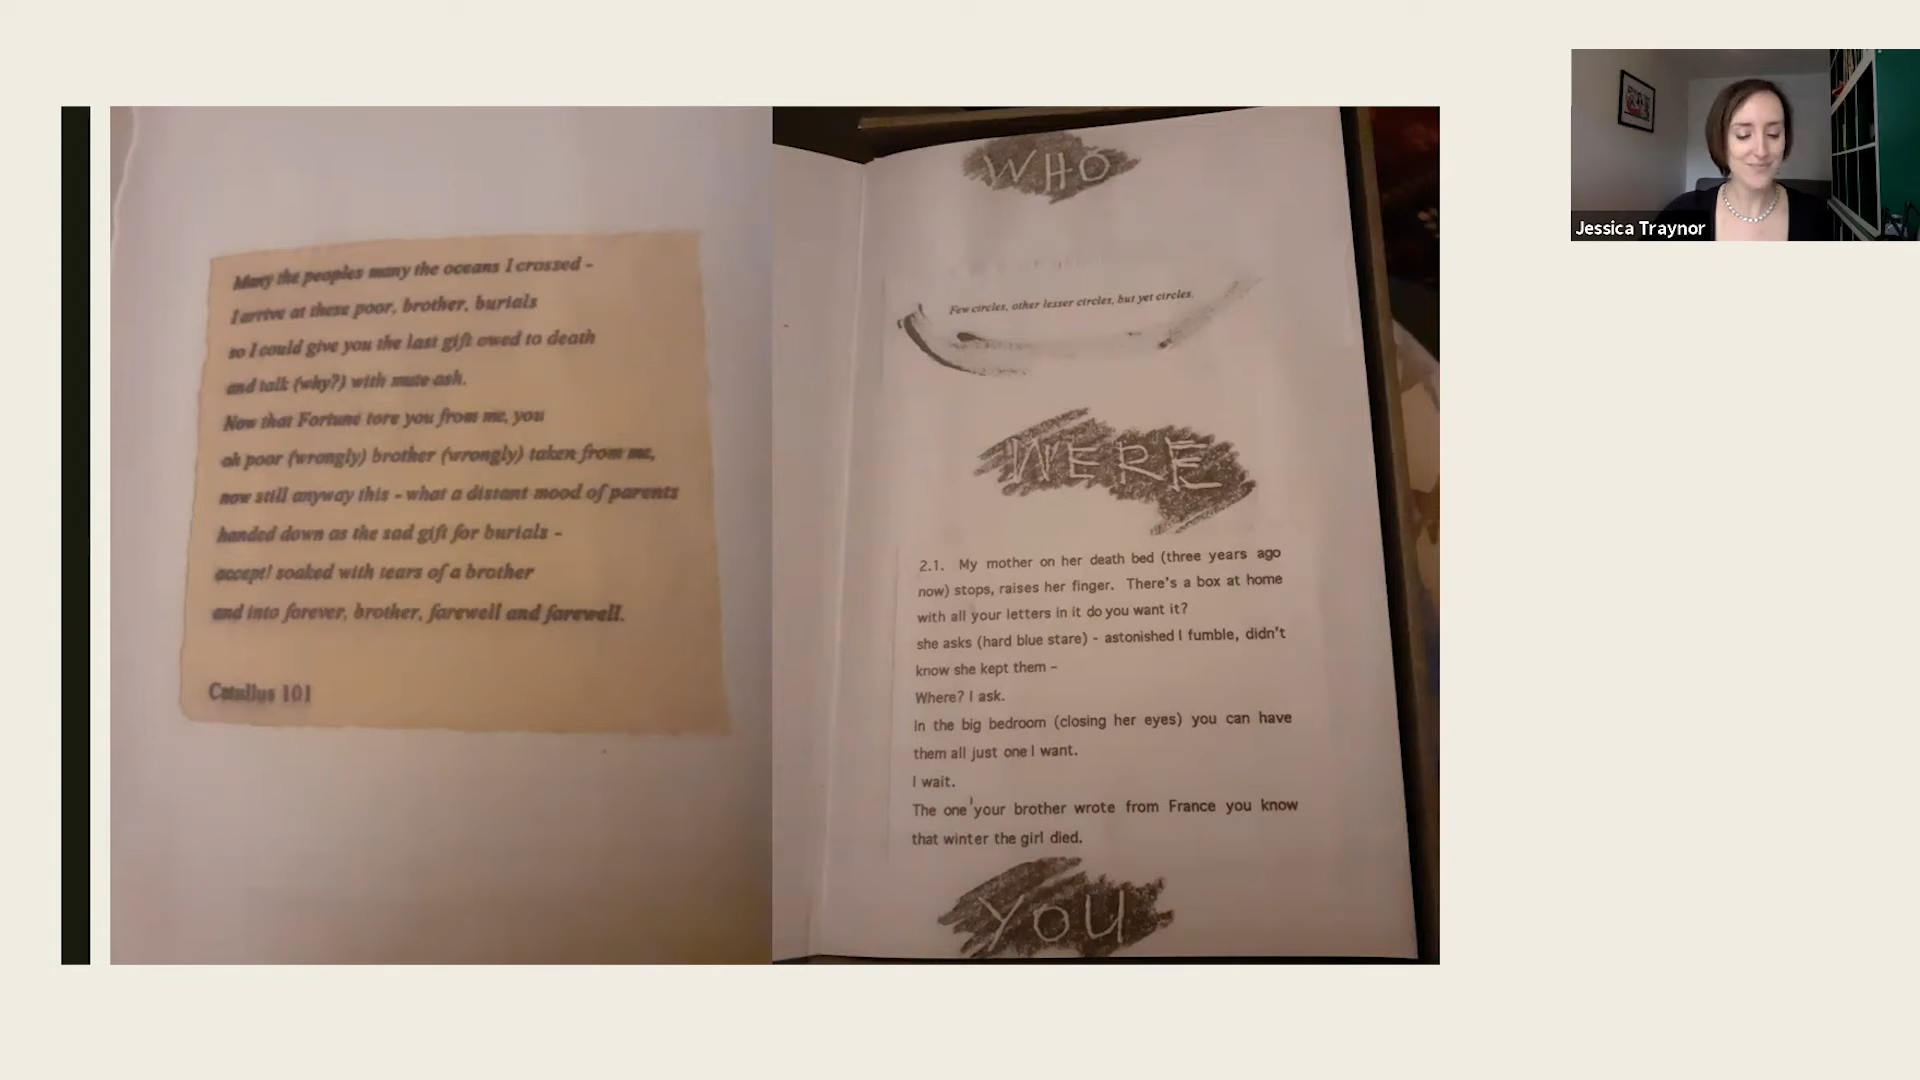 Many the peoples many the oceans I crossed -
I arrive at these poor, brother, burials
so I could give you the last gift owed to death
and talk (why?) with mute ash.
Now that Fortune tore you from me, you
oh poor (wrongly) brother (wrongly) taken from me,
now still anyway this - what a distant mood of parents
handed down as the sad gift for burials -
accept! soaked with tears of a brother
and into forever, brother, farewell and farewell.
Catullus 101
WHO
Few circles, other lesser circles, but yet circles.
WERE
2.1. My mother on her death bed (three years ago
now) stops, raises her finger. There's a box at home
with all your letters in it do you want it?
she asks (hard blue stare) - astonished I fumble, didn't
know she kept them -
Where? I ask.
In the big bedroom (closing her eyes) you can have
them all just one I want.
I wait.
The one your brother wrote from France you know
that winter the girl died.
YOU
Jessica Traynor